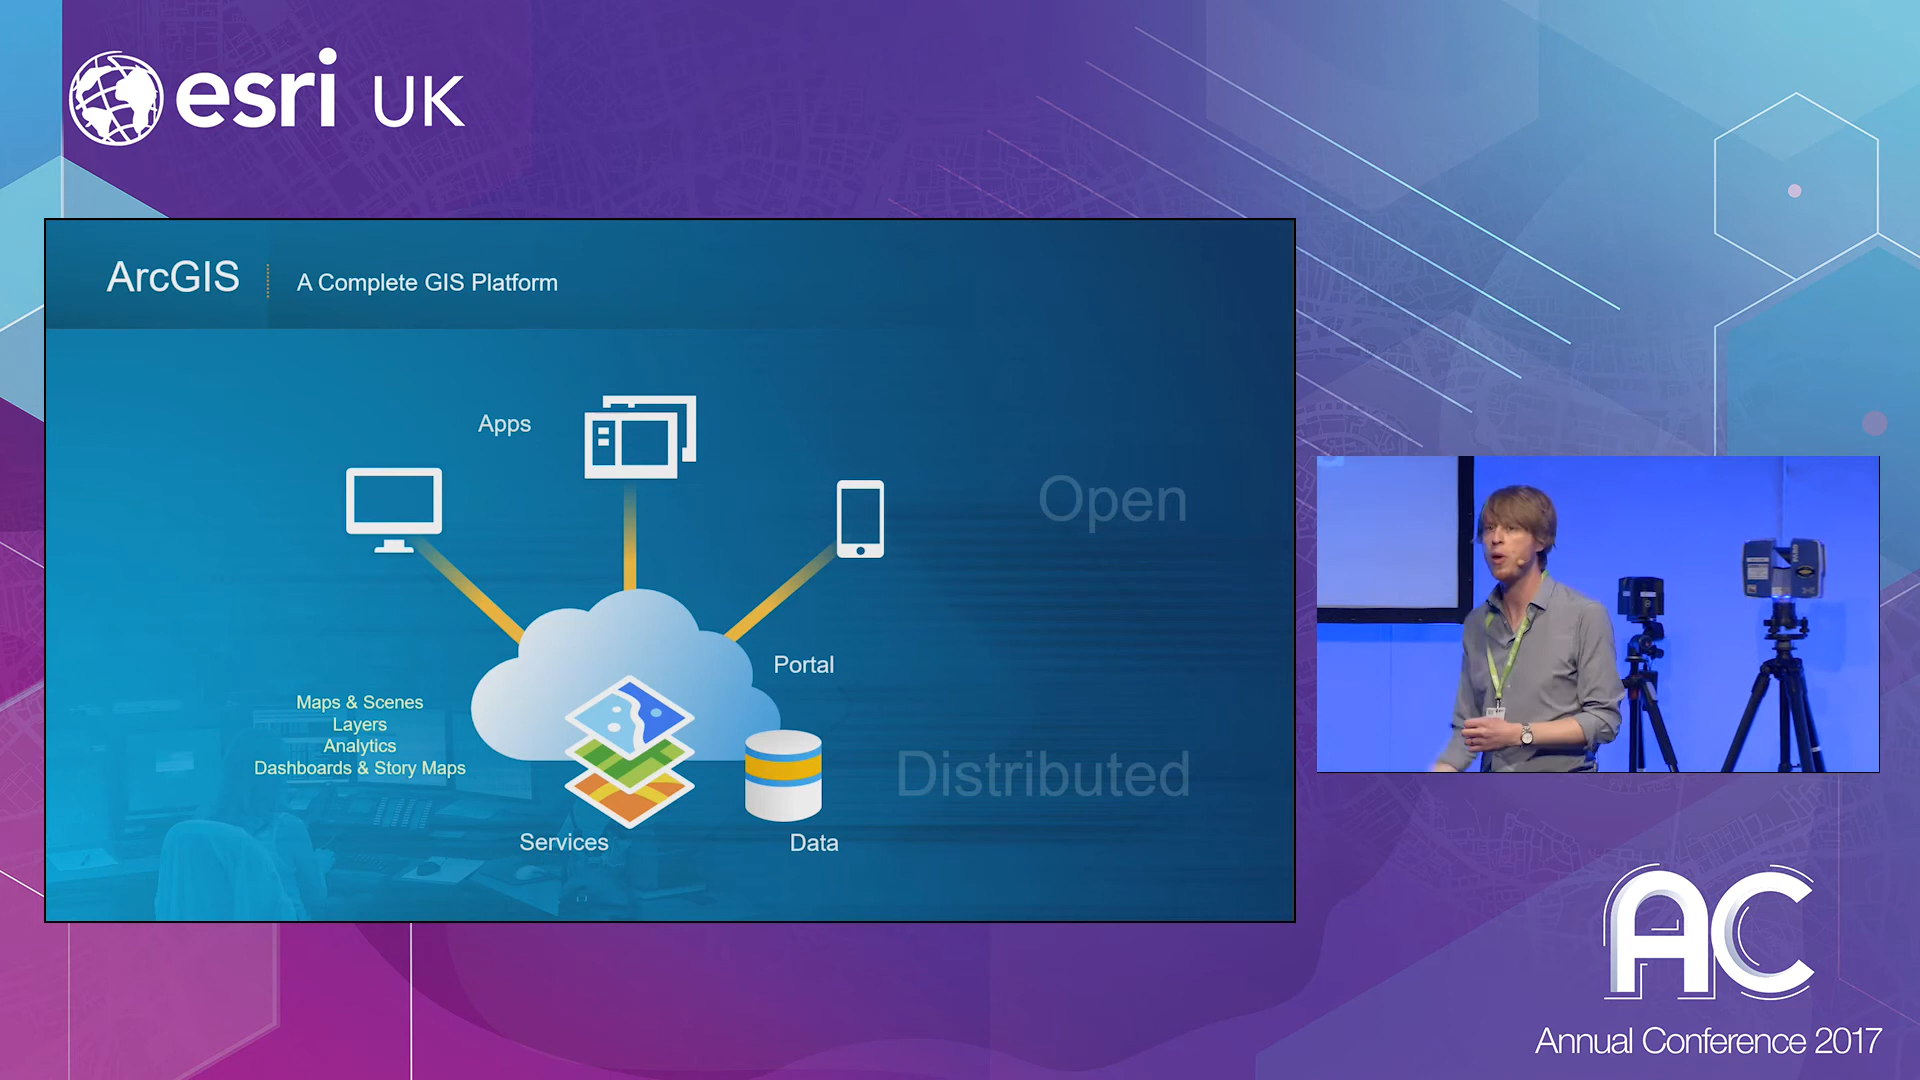 esri UK
ArcGIS
A Complete GIS Platform
Apps
Open
Portal
Maps & Scenes
Layers
Analytics
Dashboards & Story Maps
Distributed
Services
Data
AC
Annual Conference 2017